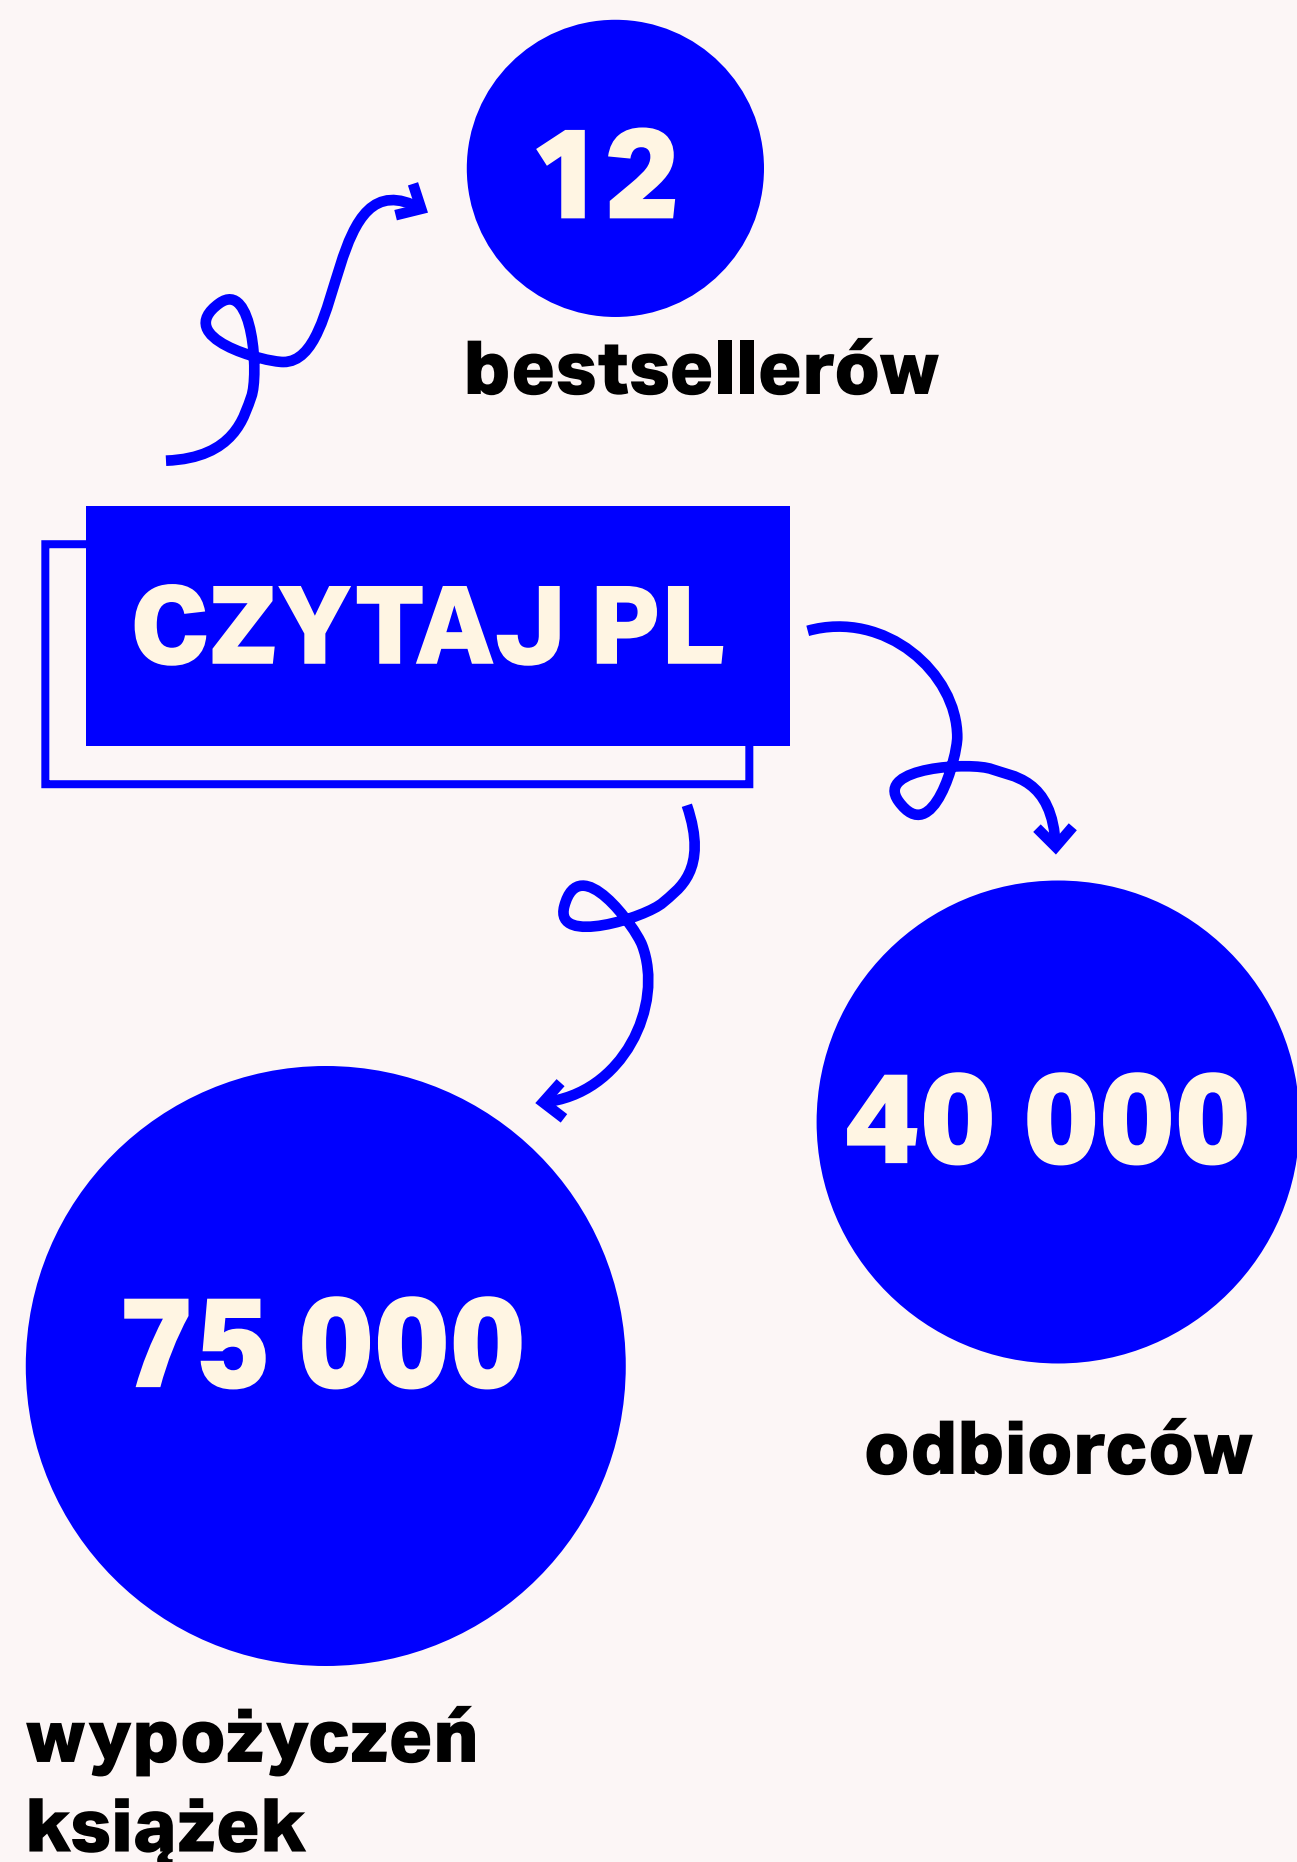 12
bestsellerów
CZYTAJ PL
40 000
odbiorców
75 000
wypożyczeń
książek